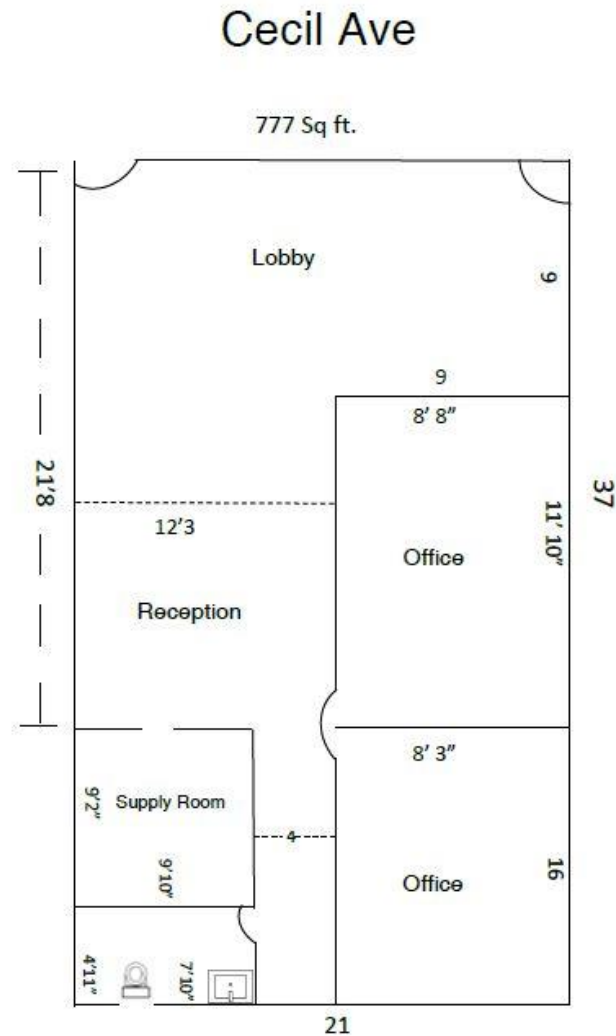 Cecil Ave
777 Sq ft.
Lobby
9
9
8' 8"
21'8
37
12'3
11' 10"
Office
Reception
8' 3"
9'2"
Supply Room
4
9'10"
Office
16
4'11"
7'10"
21